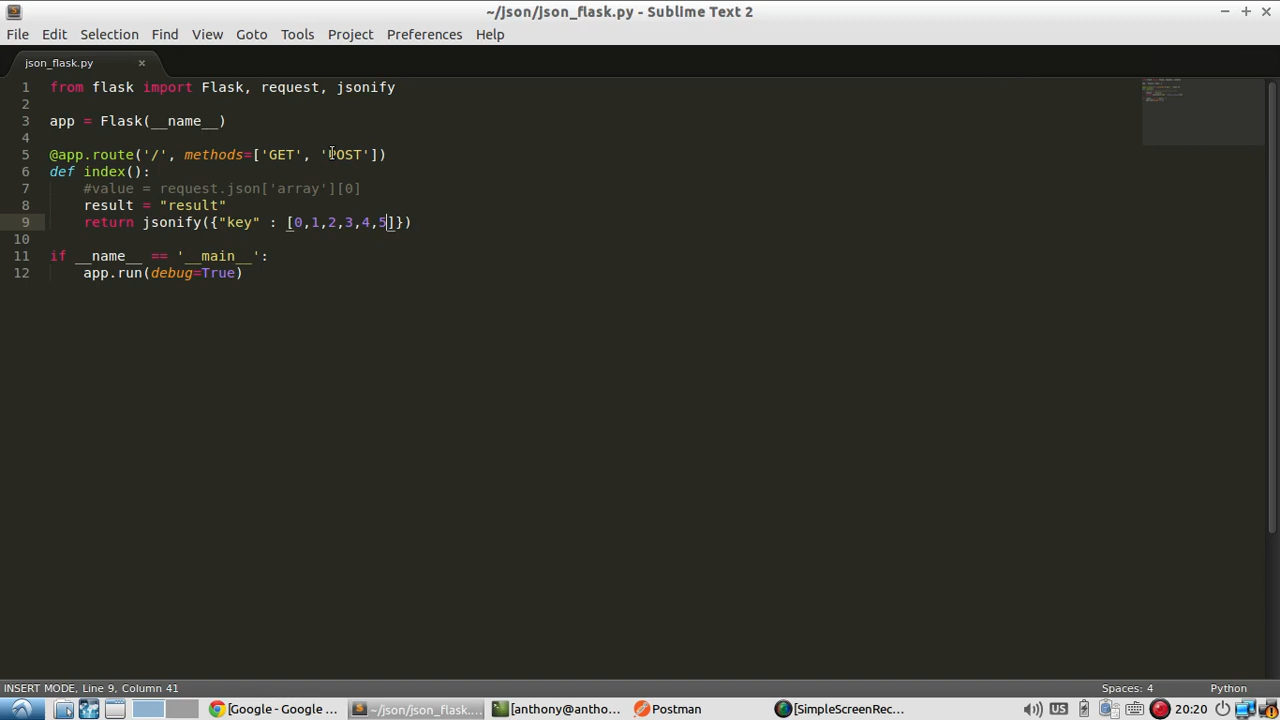 ~/json/json_flask.py - Sublime Text 2
File Edit Selection Find View Goto Tools Project Preferences Help
json_flask.py ×
1 from flask import Flask, request, jsonify
2
3 app = Flask(__name__)
4
5 @app.route('/', methods=['GET', 'POST'])
6 def index():
7     #value = request.json['array'][0]
8     result = "result"
9     return jsonify({"key" : [0,1,2,3,4,5]})
10
11 if __name__ == '__main__':
12     app.run(debug=True)
INSERT MODE, Line 9, Column 41 Spaces: 4 Python
[Google - Google ... ~/json/json_flask.... [anthony@antho... Postman [SimpleScreenRec... US 20:20